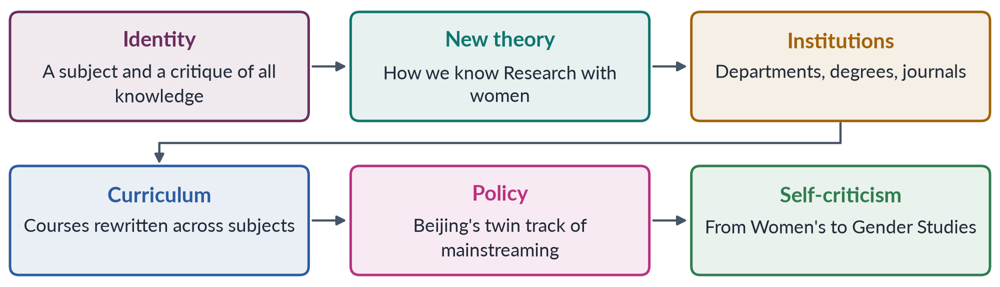 Identity
A subject and a critique of all
knowledge
New theory
How we know Research with
women
Institutions
Departments, degrees, journals
Curriculum
Courses rewritten across subjects
Policy
Beijing's twin track of
mainstreaming
Self-criticism
From Women's to Gender Studies